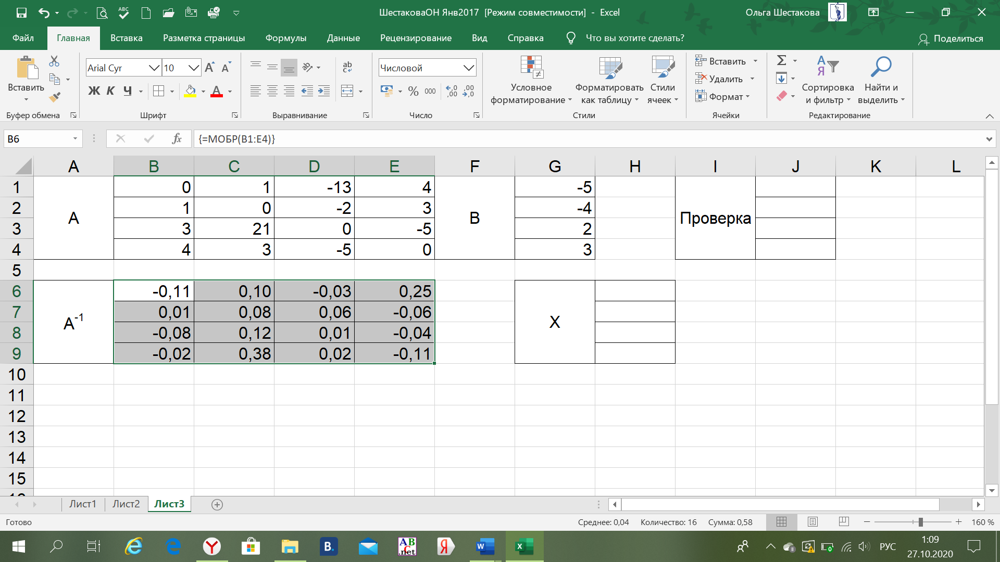 ABC
ШестаковаОН Янв2017 [Режим совместимости] - Excel
Ольга Шестакова
Файл Главная Вставка Разметка страницы Формулы Данные Рецензирование Вид Справка Что вы хотите сделать? Поделиться
Вставить
Arial Cyr 10
Ж К Ч
Числовой
% 000
Условное форматирование
Форматировать как таблицу
Стили ячеек
Вставить
Удалить
Формат
Сортировка и фильтр
Найти и выделить
Буфер обмена Шрифт Выравнивание Число Стили Ячейки Редактирование
B6 fx {=МОБР(B1:E4)}
A B C D E F G H I J K L
1 0 1 -13 4 -5
2 1 0 -2 3 -4
A B Проверка
3 3 21 0 -5 2
4 4 3 -5 0 3
5
6 -0,11 0,10 -0,03 0,25
7 0,01 0,08 0,06 -0,06
A-1 X
8 -0,08 0,12 0,01 -0,04
9 -0,02 0,38 0,02 -0,11
10
11
12
13
14
15
Лист1 Лист2 Лист3
Готово Среднее: 0,04 Количество: 16 Сумма: 0,58 160 %
B. ABC .net Я W X РУС 1:09
27.10.2020